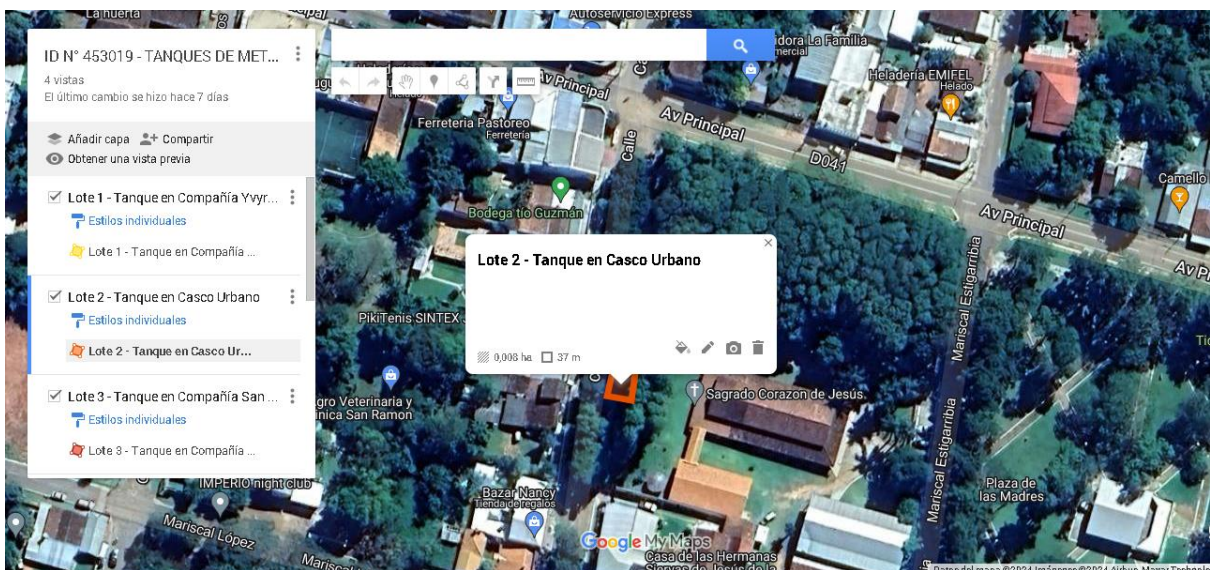 La huerta
Autoservicio Express
ID N° 453019 - TANQUES DE MET...
4 vistas
El último cambio se hizo hace 7 días
Añadir capa
Compartir
Obtener una vista previa
Lote 1 - Tanque en Compañía Yvyr...
Estilos individuales
Lote 1 - Tanque en Compañía ...
Lote 2 - Tanque en Casco Urbano
Estilos individuales
Lote 2 - Tanque en Casco Ur...
Lote 3 - Tanque en Compañía San ...
Estilos individuales
Lote 3 - Tanque en Compañía ...
Helado
Principal
Ferreteria Pastoreo
Ferretería
Calle
Av Principal
D041
Heladería EMIFEL
Helado
Camello
Av Principal
Bodega tío Guzmán
Lote 2 - Tanque en Casco Urbano
0,008 ha
37 m
PikiTenis SINTEX
Mariscal Estigarribia
Sagrado Corazon de Jesús
Mariscal Estigarribia
Plaza de
las Madres
IMPERIO night club
Mariscal López
Bazar Nancy
Tienda de regalos
Google My Maps
Casa de las Hermanas